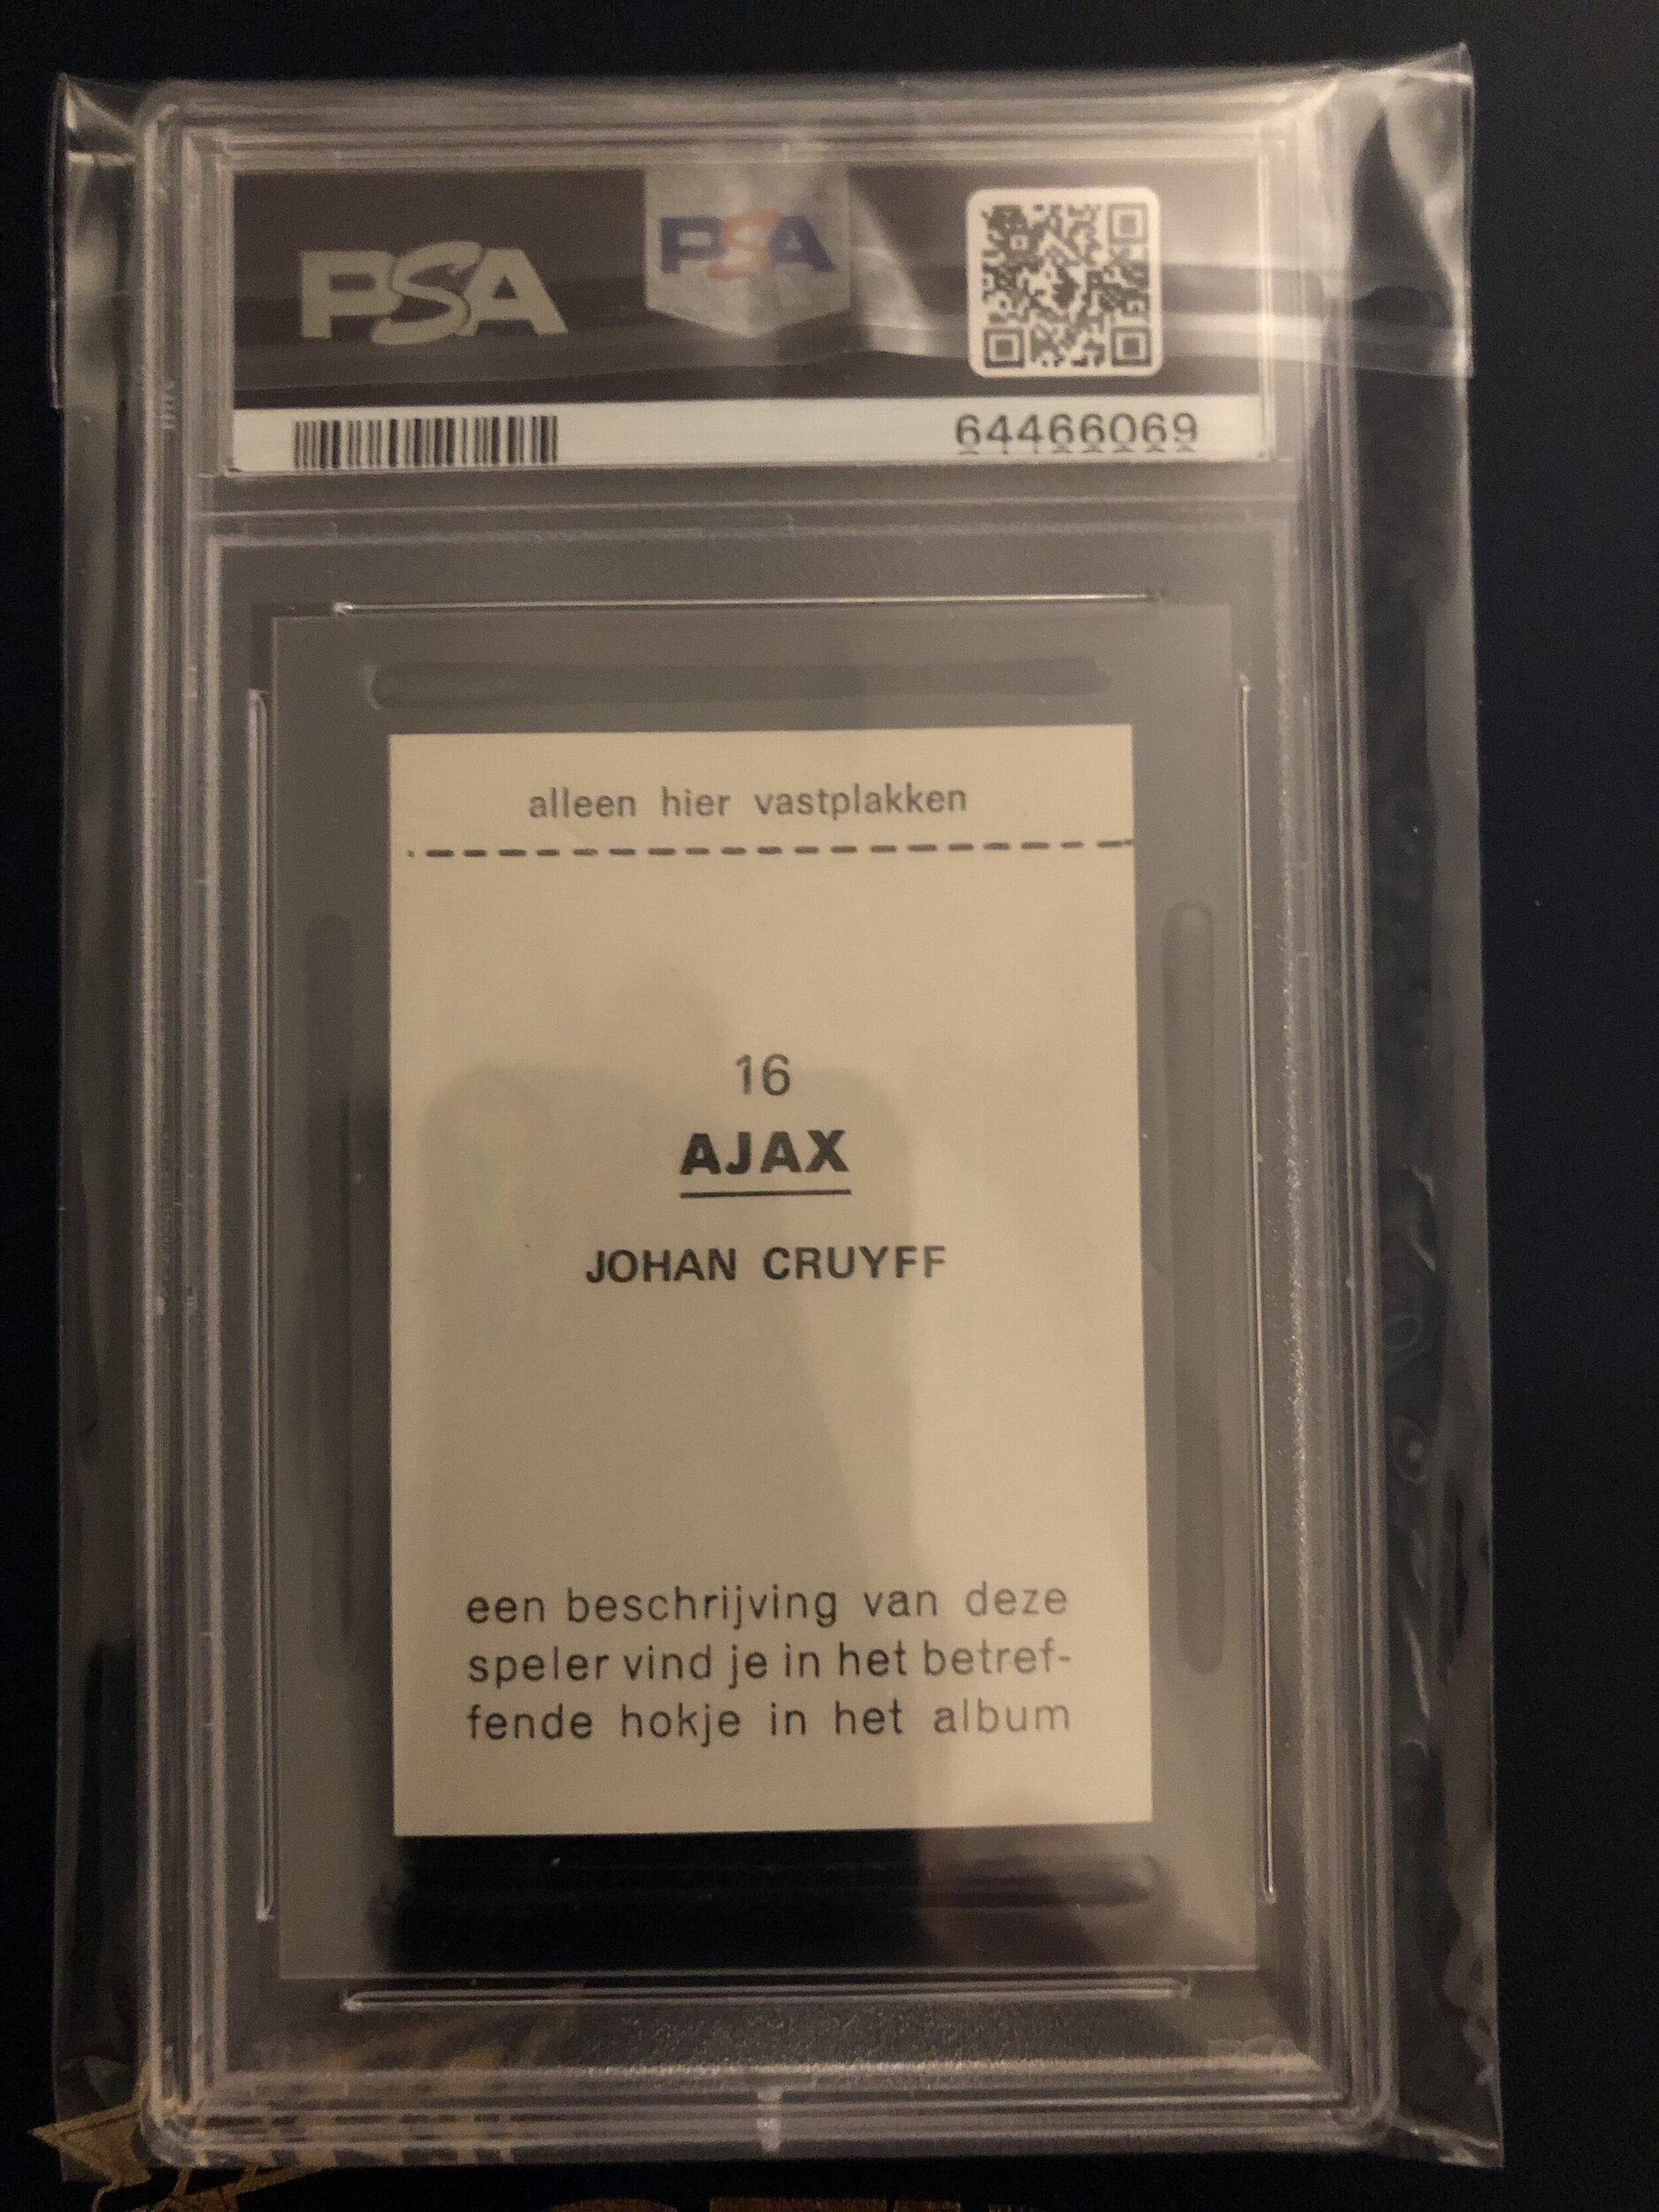 PSA
PSA
64466069
alleen hier vastplakken
16
AJAX
JOHAN CRUYFF
een beschrijving van deze
speler vind je in het betref-
fende hokje in het album